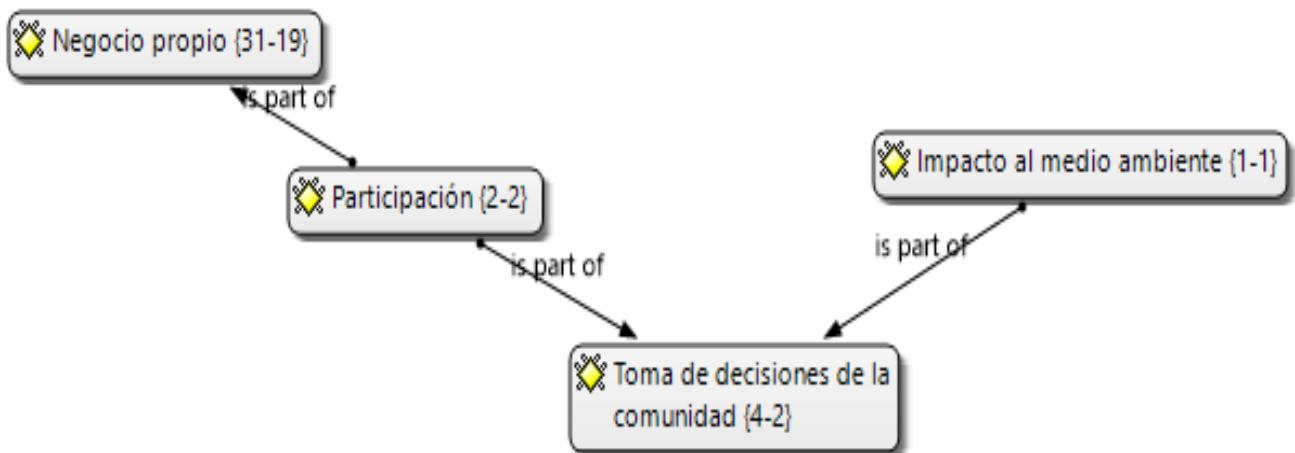 Negocio propio {31-19}
is part of
Impacto al medio ambiente {1-1}
Participación {2-2}
is part of
is part of
Toma de decisiones de la
comunidad {4-2}